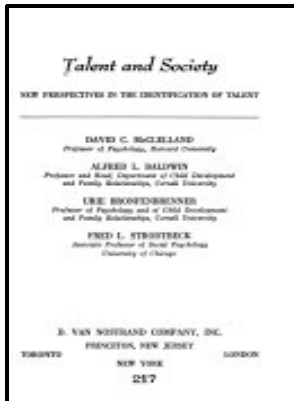 Talent and Society
NEW PERSPECTIVES IN THE IDENTIFICATION OF TALENT
DAVID C. McCLELLAND
Professor of Psychology, Harvard University
ALFRED L. BALDWIN
Professor and Head, Department of Child Development
and Family Relationships, Cornell University
URIE BRONFENBRENNER
Professor of Psychology and of Child Development
and Family Relationships, Cornell University
FRED L. STRODTBECK
Associate Professor of Social Psychology
University of Chicago
D. VAN NOSTRAND COMPANY, INC.
PRINCETON, NEW JERSEY
TORONTO LONDON
NEW YORK
217